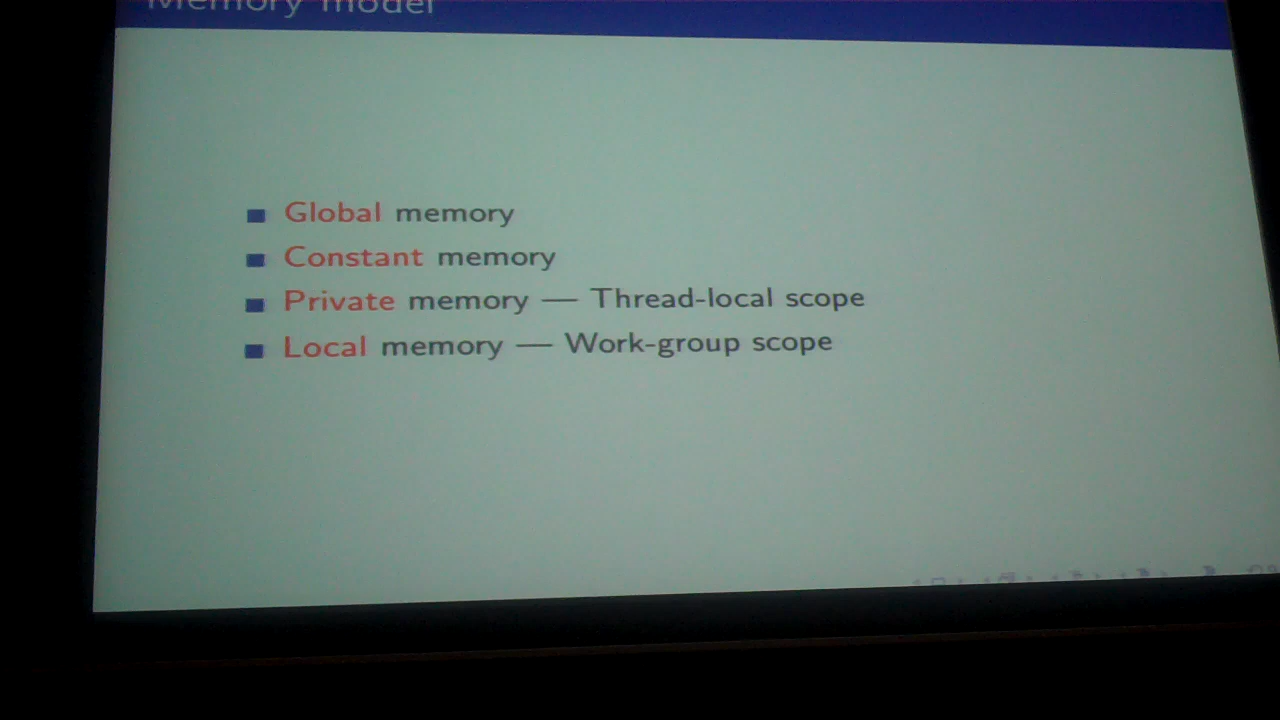 Memory model
Global memory
Constant memory
Private memory — Thread-local scope
Local memory — Work-group scope